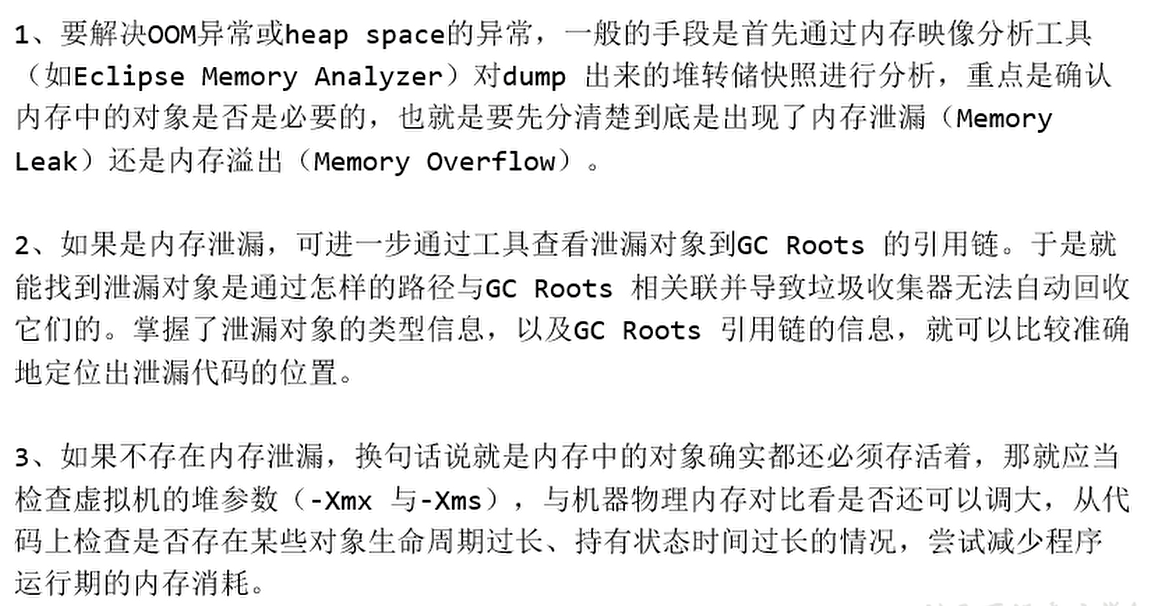 1、要解决OOM异常或heap space的异常，一般的手段是首先通过内存映像分析工具
（如Eclipse Memory Analyzer）对dump 出来的堆转储快照进行分析，重点是确认
内存中的对象是否是必要的，也就是要先分清楚到底是出现了内存泄漏（Memory
Leak）还是内存溢出（Memory Overflow）。
2、如果是内存泄漏，可进一步通过工具查看泄漏对象到GC Roots 的引用链。于是就
能找到泄漏对象是通过怎样的路径与GC Roots 相关联并导致垃圾收集器无法自动回收
它们的。掌握了泄漏对象的类型信息，以及GC Roots 引用链的信息，就可以比较准确
地定位出泄漏代码的位置。
3、如果不存在内存泄漏，换句话说就是内存中的对象确实都还必须存活着，那就应当
检查虚拟机的堆参数（-Xmx 与-Xms），与机器物理内存对比看是否还可以调大，从代
码上检查是否存在某些对象生命周期过长、持有状态时间过长的情况，尝试减少程序
运行期的内存消耗。